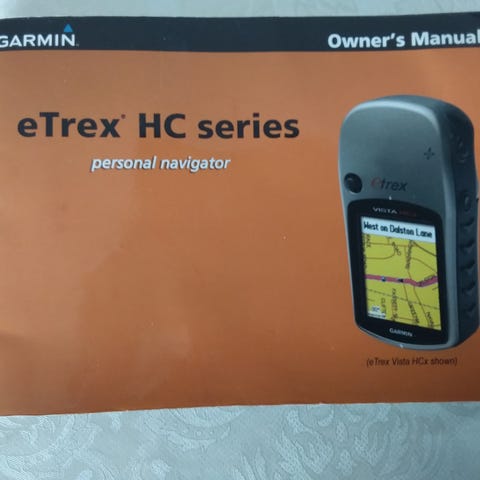 GARMIN
Owner's Manual
eTrex® HC series
personal navigator
etrex
VISTA HCx
West on Dalston Lane
GARMIN
(eTrex Vista HCx shown)